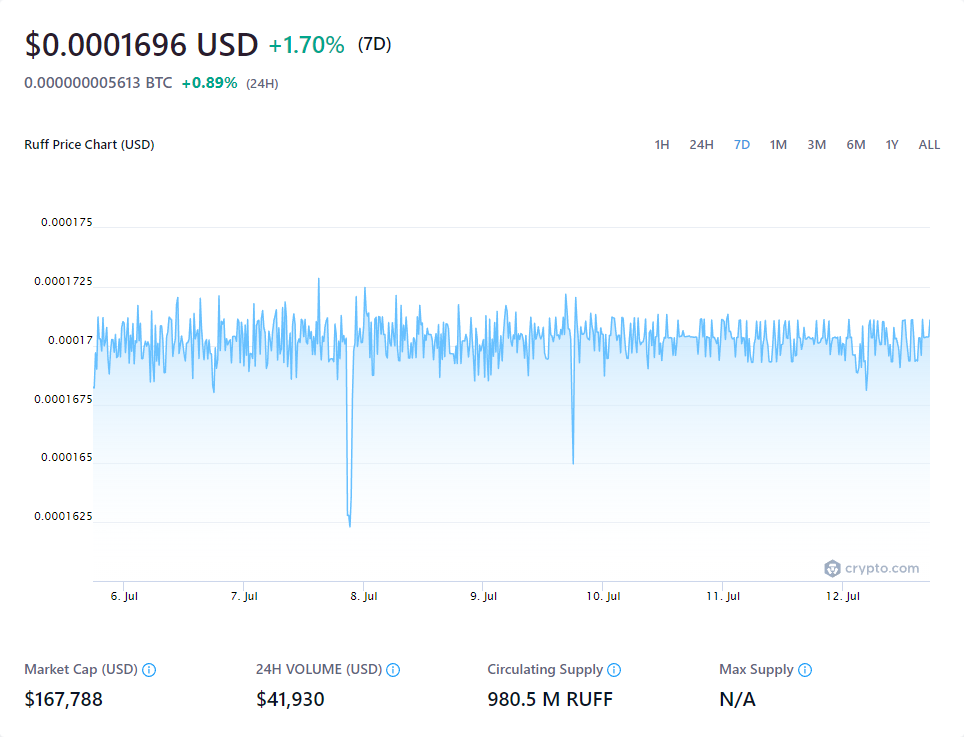 $0.0001696 USD +1.70% (7D)
0.000000005613 BTC +0.89% (24H)
Ruff Price Chart (USD) 1H 24H 7D 1M 3M 6M 1Y ALL
0.000175
0.0001725
0.00017
0.0001675
0.000165
0.0001625
crypto.com
6. Jul 7. Jul 8. Jul 9. Jul 10. Jul 11. Jul 12. Jul
Market Cap (USD) 24H VOLUME (USD) Circulating Supply Max Supply
$167,788 $41,930 980.5 M RUFF N/A